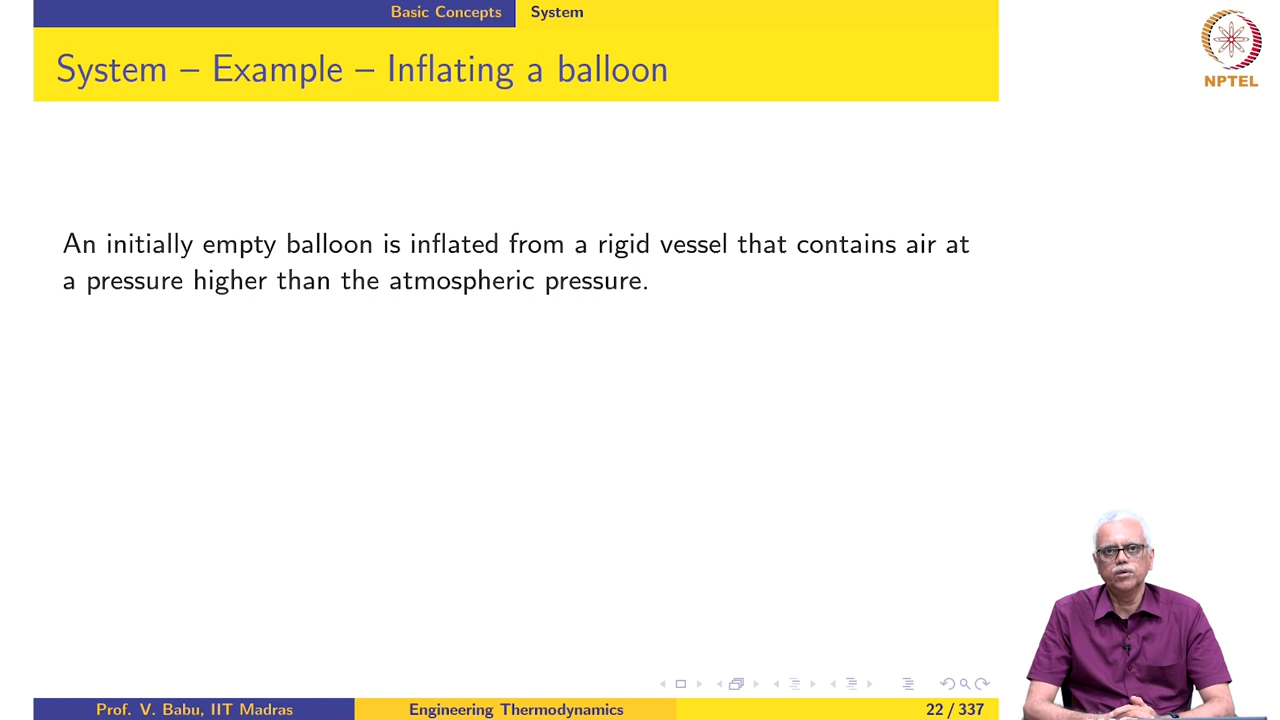 Basic Concepts System
System – Example – Inflating a balloon
NPTEL
An initially empty balloon is inflated from a rigid vessel that contains air at
a pressure higher than the atmospheric pressure.
Prof. V. Babu, IIT Madras Engineering Thermodynamics 22 / 337